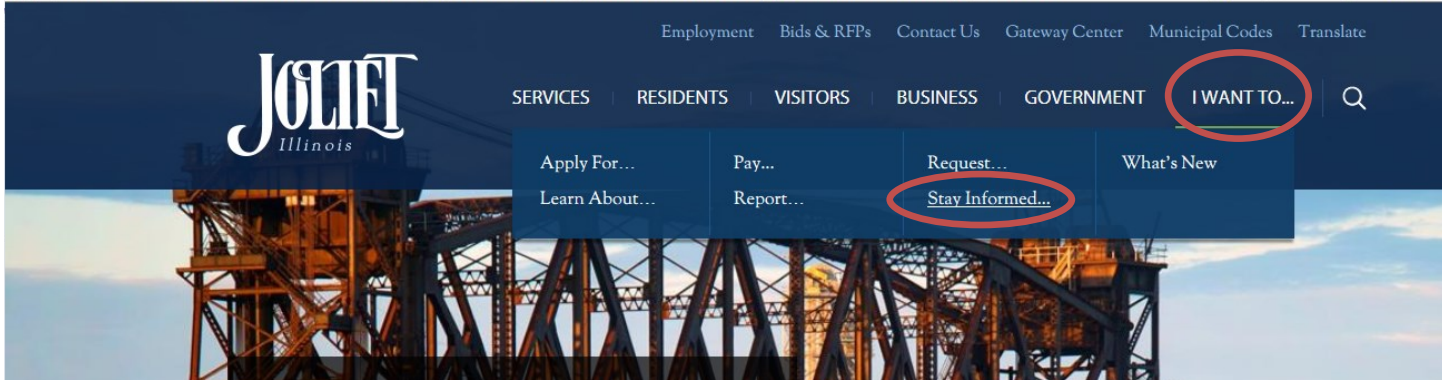 Employment Bids & RFPs Contact Us Gateway Center Municipal Codes Translate
JOLIET
Illinois
SERVICES RESIDENTS VISITORS BUSINESS GOVERNMENT I WANT TO...
Apply For... Pay... Request... What's New
Learn About... Report... Stay Informed...